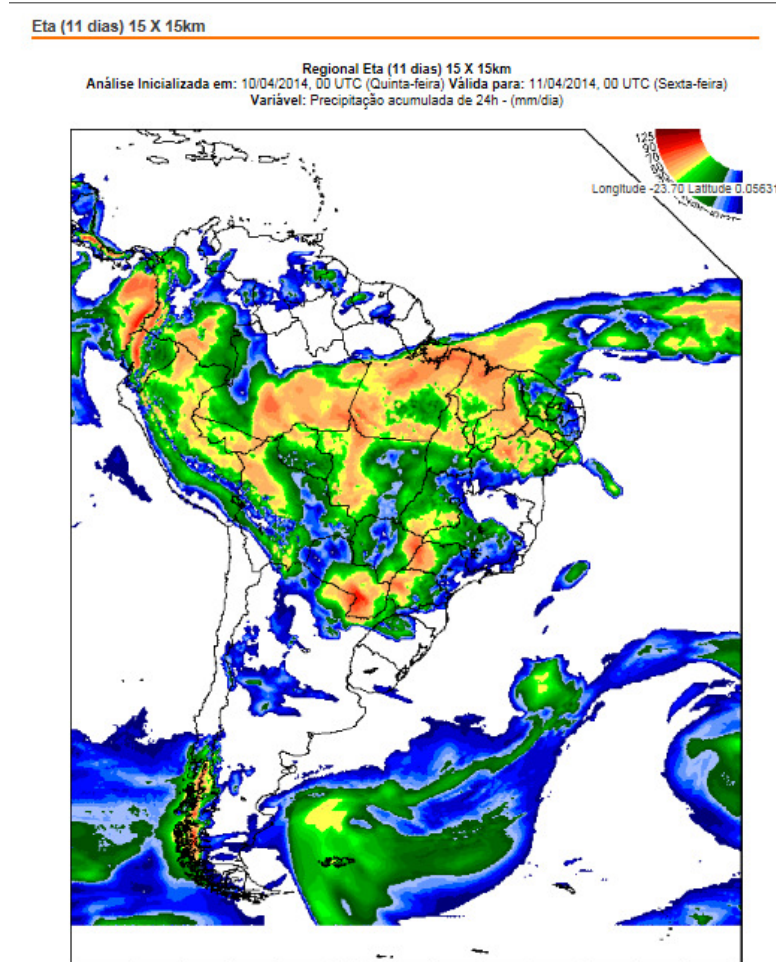 Eta (11 dias) 15 X 15km
Regional Eta (11 dias) 15 X 15km
Análise Inicializada em: 10/04/2014, 00 UTC (Quinta-feira) Válida para: 11/04/2014, 00 UTC (Sexta-feira)
Variável: Precipitação acumulada de 24h - (mm/dia)
125
90
Longitude -23.70 Latitude 0.05631